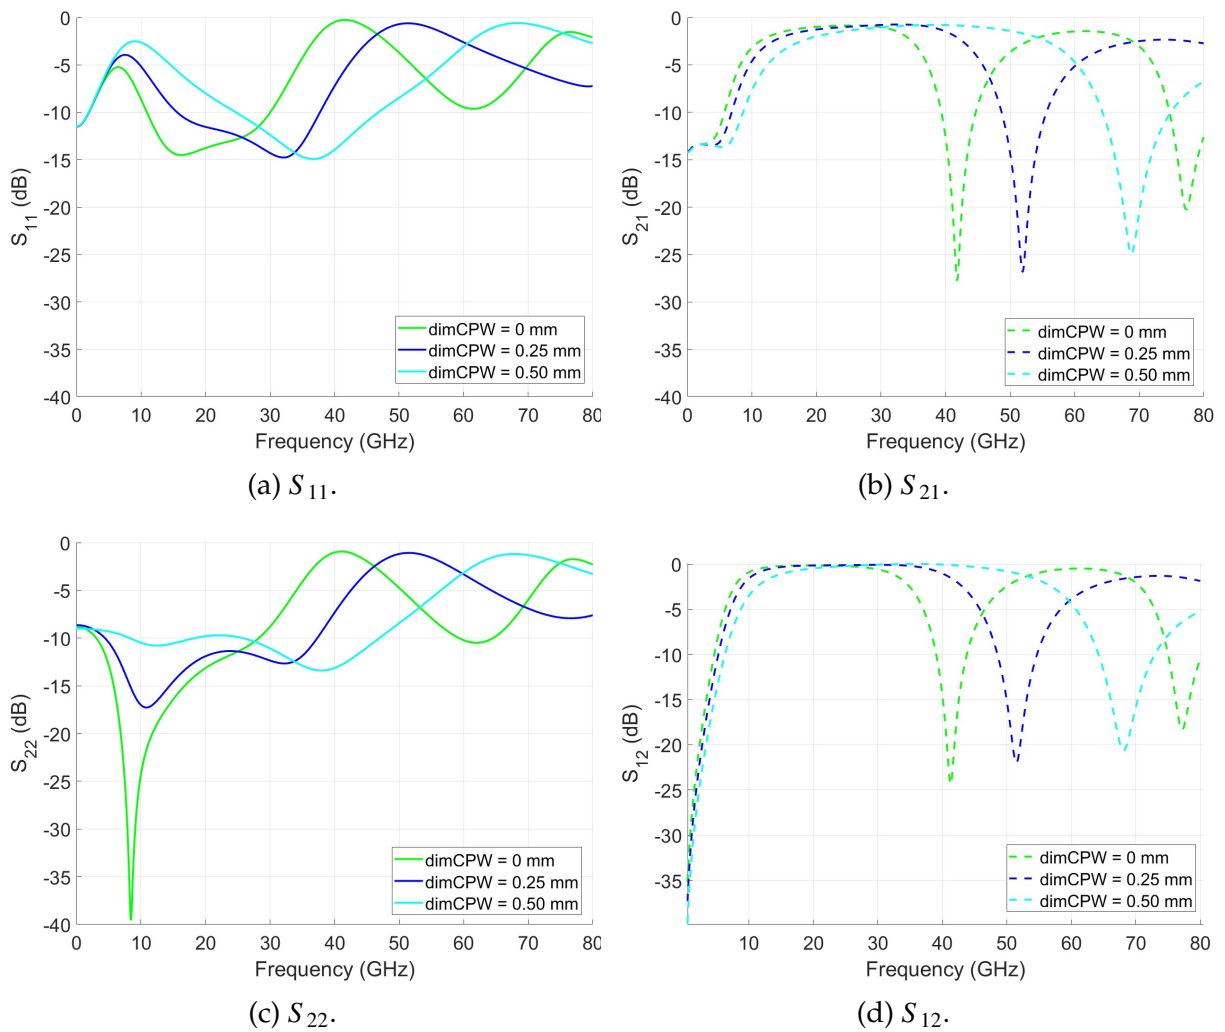 0
-5
-10
-15
-20
-25
-30
-35
-40
S11 (dB)
dimCPW = 0 mm
dimCPW = 0.25 mm
dimCPW = 0.50 mm
0 10 20 30 40 50 60 70 80
Frequency (GHz)
(a) S11.
0
-5
-10
-15
-20
-25
-30
-35
-40
S21 (dB)
dimCPW = 0 mm
dimCPW = 0.25 mm
dimCPW = 0.50 mm
0 10 20 30 40 50 60 70 80
Frequency (GHz)
(b) S21.
0
-5
-10
-15
-20
-25
-30
-35
-40
S22 (dB)
dimCPW = 0 mm
dimCPW = 0.25 mm
dimCPW = 0.50 mm
0 10 20 30 40 50 60 70 80
Frequency (GHz)
(c) S22.
0
-5
-10
-15
-20
-25
-30
-35
S12 (dB)
dimCPW = 0 mm
dimCPW = 0.25 mm
dimCPW = 0.50 mm
10 20 30 40 50 60 70 80
Frequency (GHz)
(d) S12.